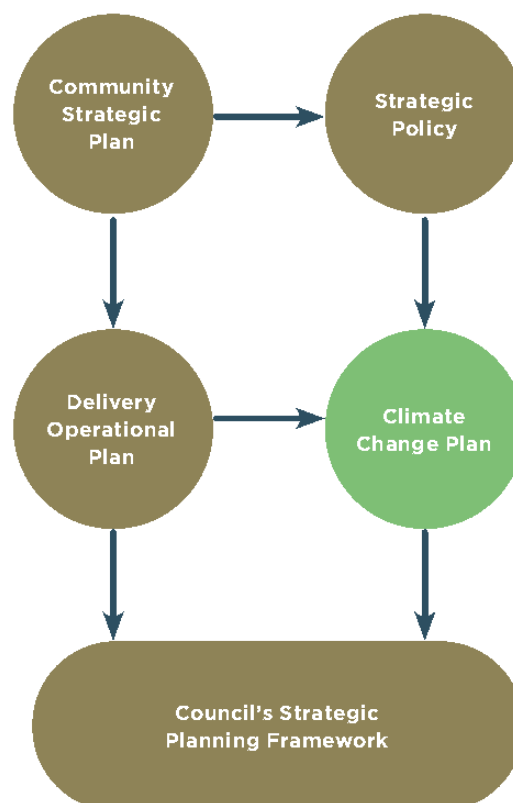 Community
Strategic
Plan
Strategic
Policy
Delivery
Operational
Plan
Climate
Change Plan
Council’s Strategic
Planning Framework